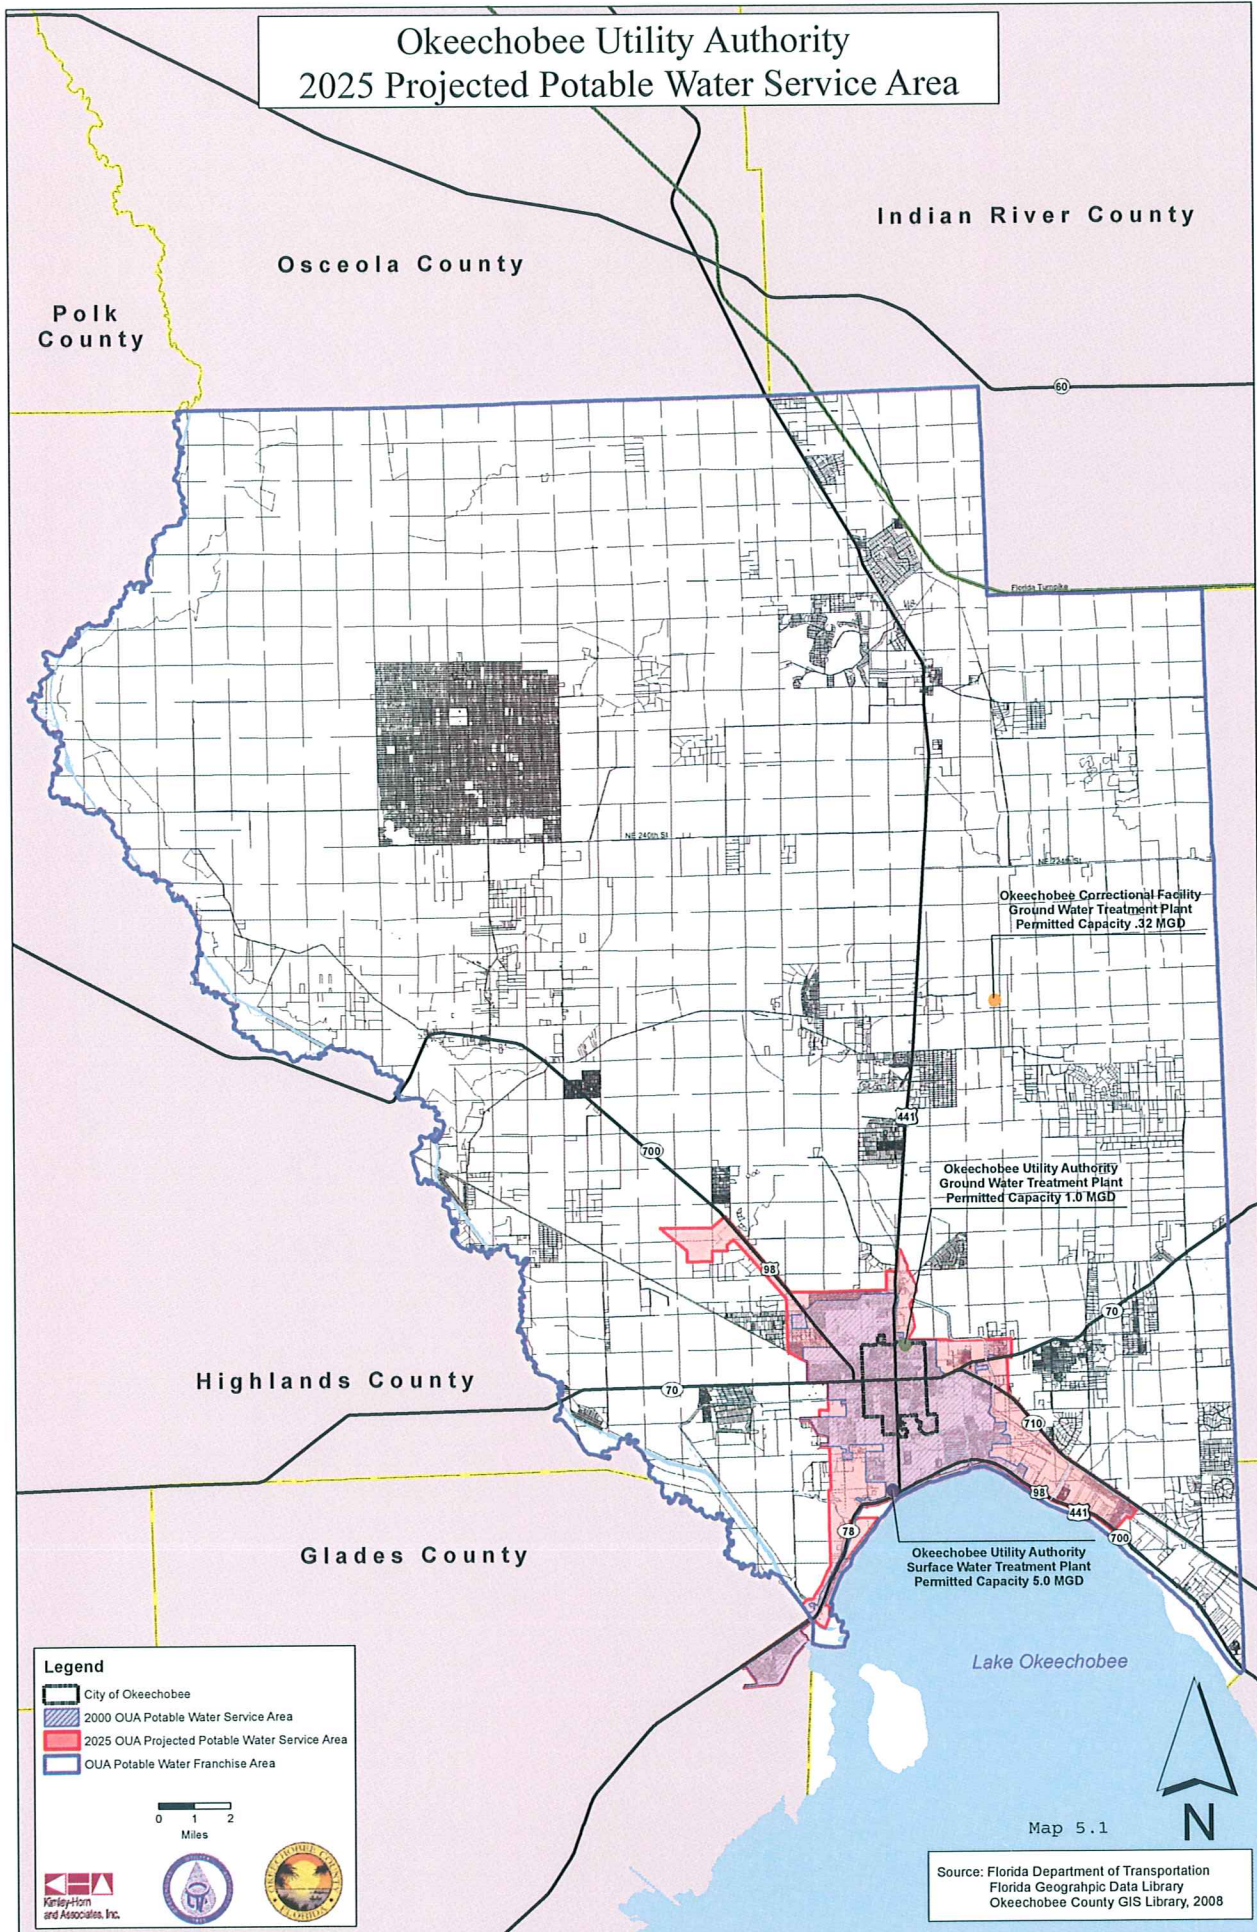 Okeechobee Utility Authority
2025 Projected Potable Water Service Area
Indian River County
Osceola County
Polk
County
60
Florida Turnpike
NE 240th St
NE 224th St
Okeechobee Correctional Facility
Ground Water Treatment Plant
Permitted Capacity .32 MGD
441
700
Okeechobee Utility Authority
Ground Water Treatment Plant
Permitted Capacity 1.0 MGD
98
70
Highlands County
70
710
98
441
78
700
Glades County
Okeechobee Utility Authority
Surface Water Treatment Plant
Permitted Capacity 5.0 MGD
Lake Okeechobee
Legend
City of Okeechobee
2000 OUA Potable Water Service Area
2025 OUA Projected Potable Water Service Area
OUA Potable Water Franchise Area
0 1 2
Miles
Kimley-Horn
and Associates, Inc.
OKEECHOBEE COUNTY
FLORIDA
N
Map 5.1
Source: Florida Department of Transportation
Florida Geograhpic Data Library
Okeechobee County GIS Library, 2008